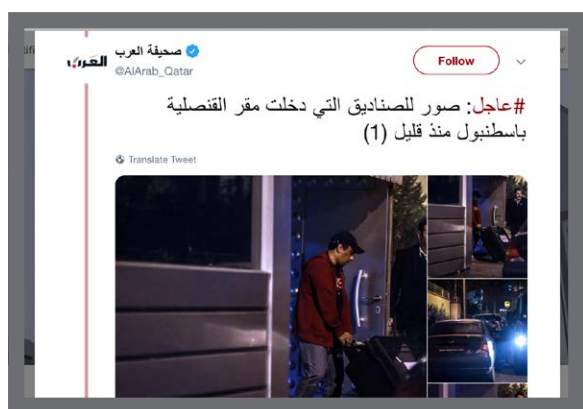 صحيفة العرب
العرب
@AlArab_Qatar
Follow
#عاجل: صور للصناديق التي دخلت مقر القنصلية
باسطنبول منذ قليل (1)
Translate Tweet